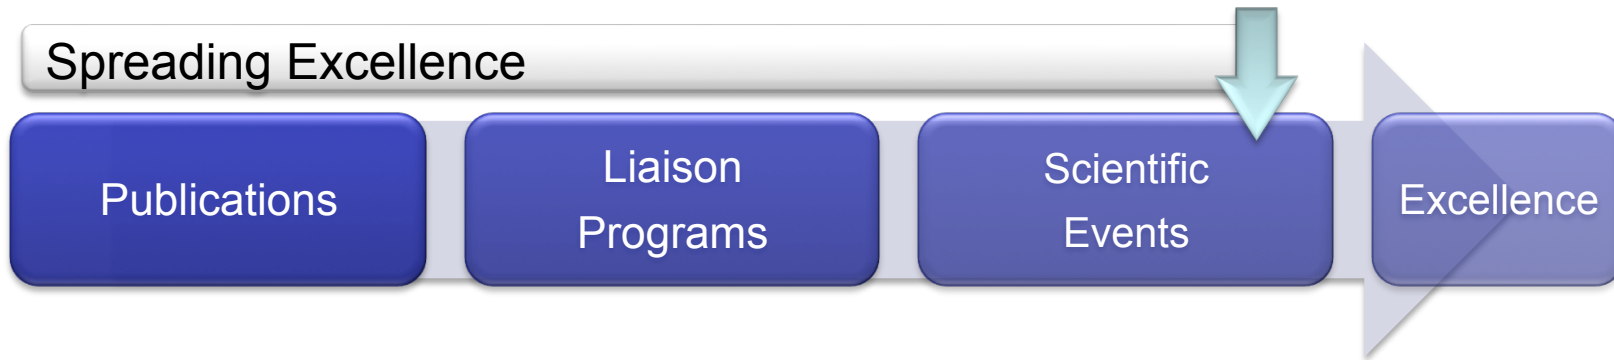 Spreading Excellence
Publications
Liaison
Programs
Scientific
Events
Excellence